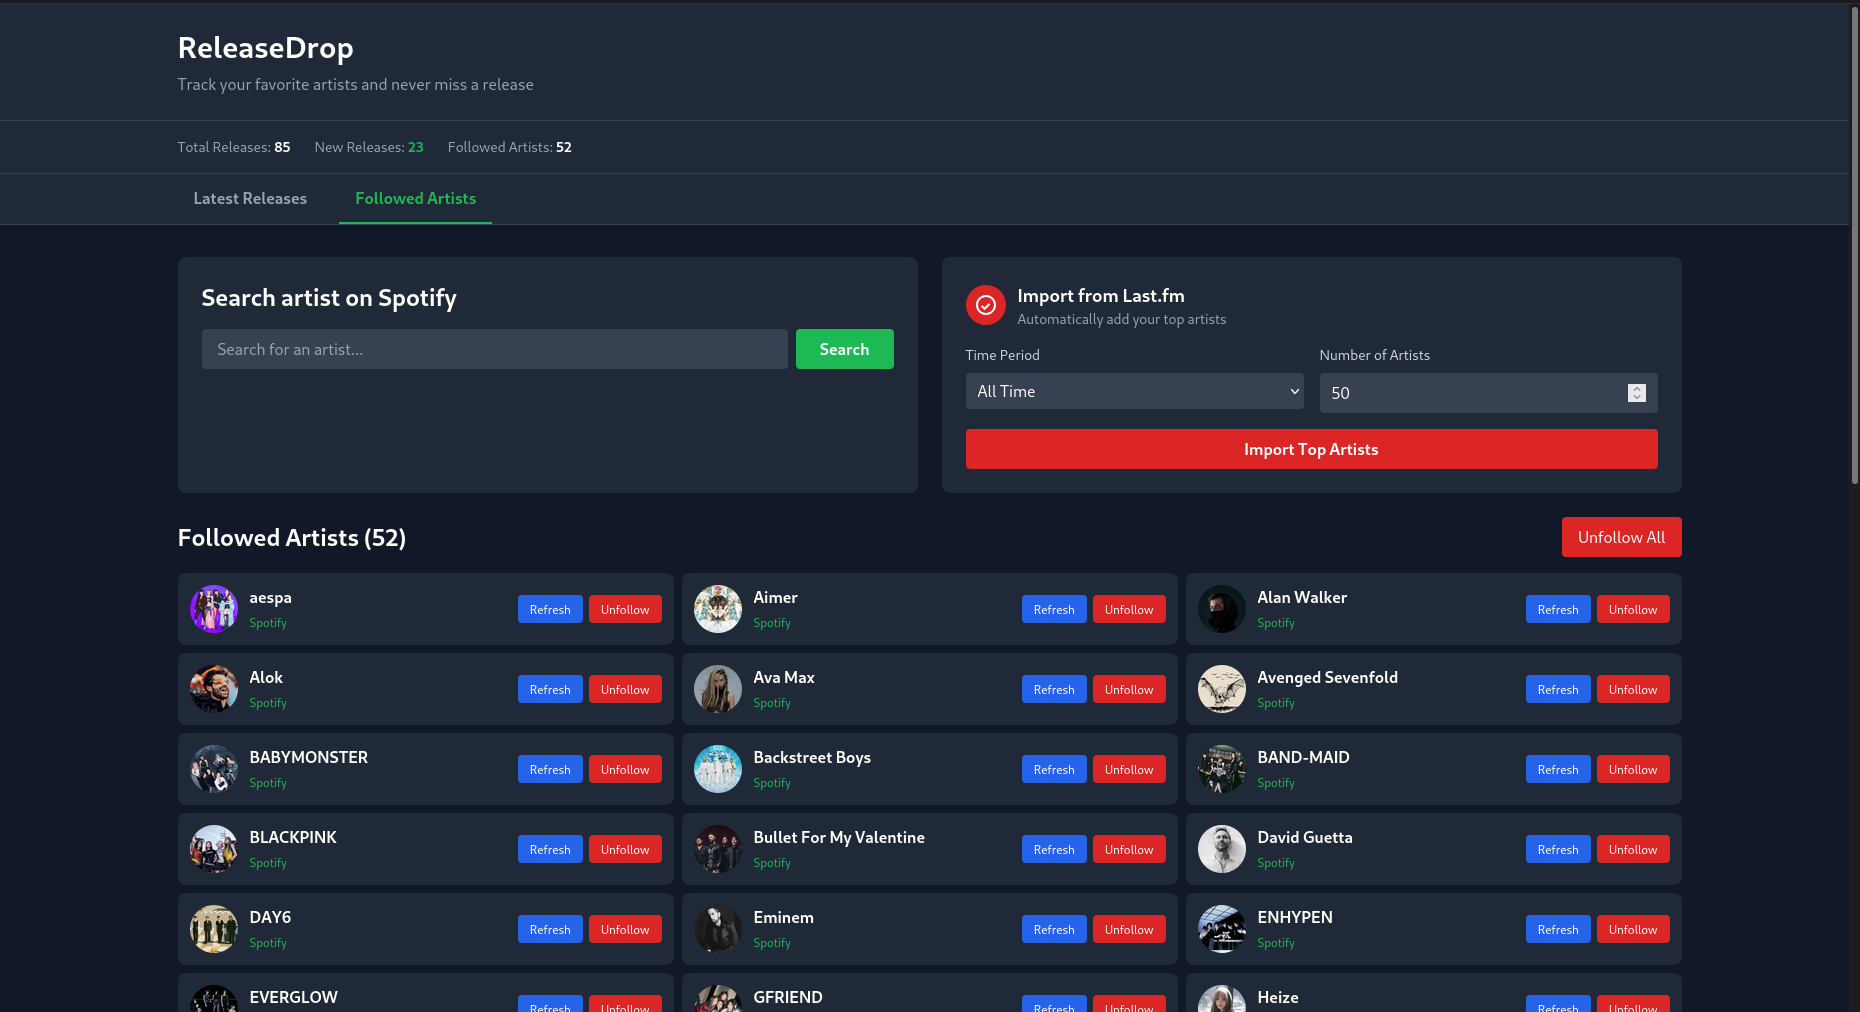 ReleaseDrop
Track your favorite artists and never miss a release
Total Releases: 85 New Releases: 23 Followed Artists: 52
Latest Releases Followed Artists
Search artist on Spotify
Search for an artist...
Search
Import from Last.fm
Automatically add your top artists
Time Period
All Time
Number of Artists
50
Import Top Artists
Followed Artists (52)
Unfollow All
aespa
Spotify
Refresh Unfollow
Aimer
Spotify
Refresh Unfollow
Alan Walker
Spotify
Refresh Unfollow
Alok
Spotify
Refresh Unfollow
Ava Max
Spotify
Refresh Unfollow
Avenged Sevenfold
Spotify
Refresh Unfollow
BABYMONSTER
Spotify
Refresh Unfollow
Backstreet Boys
Spotify
Refresh Unfollow
BAND-MAID
Spotify
Refresh Unfollow
BLACKPINK
Spotify
Refresh Unfollow
Bullet For My Valentine
Spotify
Refresh Unfollow
David Guetta
Spotify
Refresh Unfollow
DAY6
Spotify
Refresh Unfollow
Eminem
Spotify
Refresh Unfollow
ENHYPEN
Spotify
Refresh Unfollow
EVERGLOW
Refresh Unfollow
GFRIEND
Refresh Unfollow
Heize
Refresh Unfollow